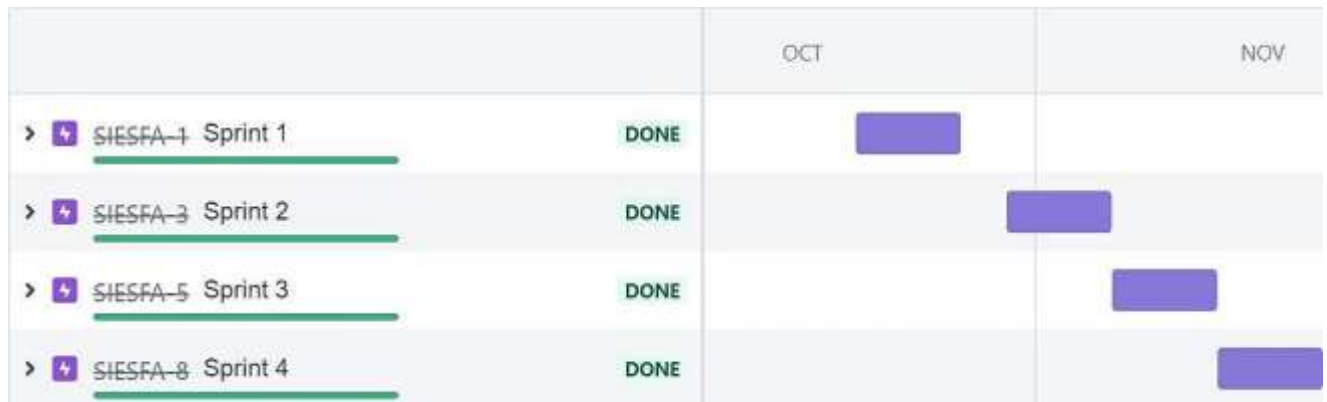 OCT NOV
SIESFA-1 Sprint 1 DONE
SIESFA-3 Sprint 2 DONE
SIESFA-5 Sprint 3 DONE
SIESFA-8 Sprint 4 DONE